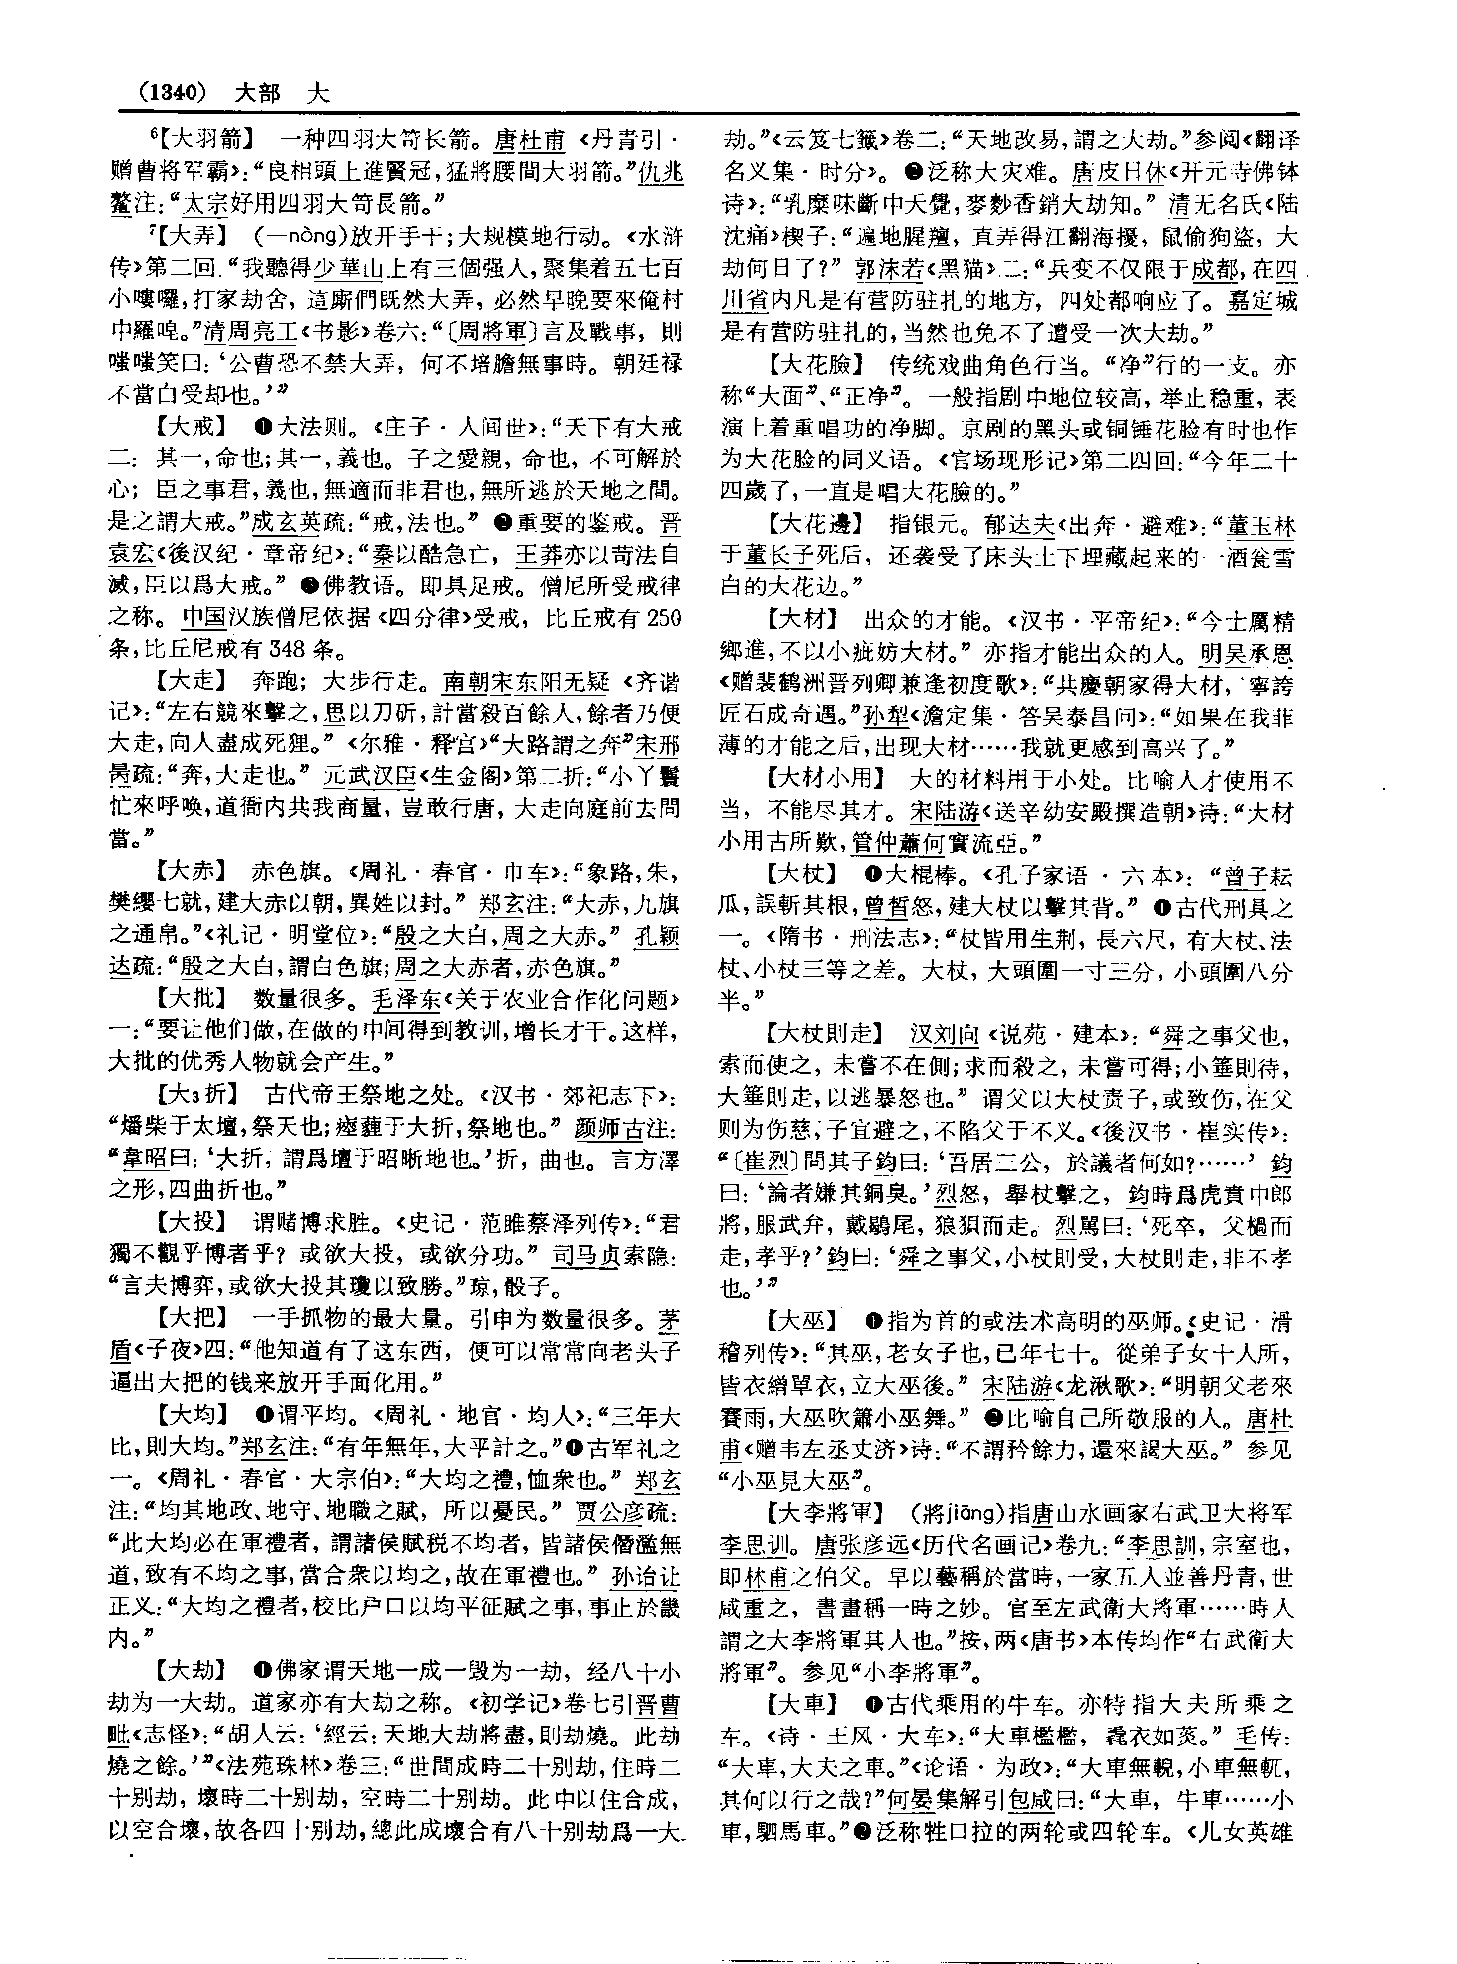 (1340) 大部 大
⁶【大羽箭】 一种四羽大笴长箭。唐杜甫《丹青引·
赠曹将军霸》:“良相頭上進賢冠,猛將腰間大羽箭。”仇兆
鳌注:“太宗好用四羽大笴長箭。”
⁷【大弄】 (—nòng)放开手干;大规模地行动。《水浒
传》第二回:“我聽得少華山上有三個强人,聚集着五七百
小嘍囉,打家劫舍,這廝們既然大弄,必然早晚要來俺村
中羅唣。”清周亮工《书影》卷六:“〔周將軍〕言及戰事,則
嗤嗤笑曰:‘公曹恐不禁大弄,何不培膽無事時。朝廷禄
不當白受却也。’”
【大戒】 ❶大法则。《庄子·人间世》:“天下有大戒
二:其一,命也;其一,義也。子之愛親,命也,不可解於
心;臣之事君,義也,無適而非君也,無所逃於天地之間。
是之謂大戒。”成玄英疏:“戒,法也。”❷重要的鉴戒。晋
袁宏《後汉纪·章帝纪》:“秦以酷急亡,王莽亦以苛法自
滅,臣以爲大戒。”❸佛教语。即具足戒。僧尼所受戒律
之称。中国汉族僧尼依据《四分律》受戒,比丘戒有250
条,比丘尼戒有348条。
【大走】 奔跑;大步行走。南朝宋东阳无疑《齐谐
记》:“左右競來擊之,思以刀斫,計當殺百餘人,餘者乃便
大走,向人盡成死狸。”《尔雅·释宫》“大路謂之奔”宋邢
昺疏:“奔,大走也。”元武汉臣《生金阁》第二折:“小丫鬟
忙來呼唤,道衙内共我商量,豈敢行唐,大走向庭前去問
當。”
【大赤】 赤色旗。《周礼·春官·巾车》:“象路,朱,
樊纓七就,建大赤以朝,異姓以封。”郑玄注:“大赤,九旗
之通帛。”《礼记·明堂位》:“殷之大白,周之大赤。”孔颖
达疏:“殷之大白,謂白色旗;周之大赤者,赤色旗。”
【大批】 数量很多。毛泽东《关于农业合作化问题》
一:“要让他们做,在做的中间得到教训,增长才干。这样,
大批的优秀人物就会产生。”
【大₃折】 古代帝王祭地之处。《汉书·郊祀志下》:
“燔柴于太壇,祭天也;瘞薶于大折,祭地也。”颜师古注:
“韋昭曰:‘大折,謂爲壇于昭晣地也。’折,曲也。言方澤
之形,四曲折也。”
【大投】 谓赌博求胜。《史记·范雎蔡泽列传》:“君
獨不觀乎博者乎?或欲大投,或欲分功。”司马贞索隐:
“言夫博弈,或欲大投其瓊以致勝。”琼,骰子。
【大把】 一手抓物的最大量。引申为数量很多。茅
盾《子夜》四:“他知道有了这东西,便可以常常向老头子
逼出大把的钱来放开手面化用。”
【大均】 ❶谓平均。《周礼·地官·均人》:“三年大
比,則大均。”郑玄注:“有年無年,大平計之。”❶古军礼之
一。《周礼·春官·大宗伯》:“大均之禮,恤衆也。”郑玄
注:“均其地政、地守、地職之賦,所以憂民。”贾公彦疏:
“此大均必在軍禮者,謂諸侯賦税不均者,皆諸侯僭濫無
道,致有不均之事,當合衆以均之,故在軍禮也。”孙诒让
正义:“大均之禮者,校比户口以均平征賦之事,事止於畿
内。”
【大劫】 ❶佛家谓天地一成一毁为一劫,经八十小
劫为一大劫。道家亦有大劫之称。《初学记》卷七引晋曹
毗《志怪》:“胡人云:‘經云:天地大劫將盡,則劫燒。此劫
燒之餘。’”《法苑珠林》卷三:“世間成時二十别劫,住時二
十别劫,壞時二十别劫,空時二十别劫。此中以住合成,
以空合壞,故各四十别劫,總此成壞合有八十别劫爲一大
劫。”《云笈七籤》卷二:“天地改易,謂之大劫。”参阅《翻译
名义集·时分》。❷泛称大灾难。唐皮日休《开元寺佛钵
诗》:“乳糜味斷中天覺,麥麨香銷大劫知。”清无名氏《陆
沈痛》楔子:“遍地腥羶,直弄得江翻海擾,鼠偷狗盗,大
劫何日了?”郭沫若《黑猫》二:“兵变不仅限于成都,在四
川省内凡是有营防驻扎的地方,四处都响应了。嘉定城
是有营防驻扎的,当然也免不了遭受一次大劫。”
【大花臉】 传统戏曲角色行当。“净”行的一支。亦
称“大面”、“正净”。一般指剧中地位较高,举止稳重,表
演上着重唱功的净脚。京剧的黑头或铜锤花脸有时也作
为大花脸的同义语。《官场现形记》第二四回:“今年二十
四歲了,一直是唱大花臉的。”
【大花邊】 指银元。郁达夫《出奔·避难》:“董玉林
于董长子死后,还袭受了床头土下埋藏起来的一酒瓮雪
白的大花边。”
【大材】 出众的才能。《汉书·平帝纪》:“今士厲精
鄉進,不以小疵妨大材。”亦指才能出众的人。明吴承恩
《赠裴鹤洲晋列卿兼逢初度歌》:“共慶朝家得大材,寧誇
匠石成奇遇。”孙犁《澹定集·答吴泰昌问》:“如果在我菲
薄的才能之后,出现大材……我就更感到高兴了。”
【大材小用】 大的材料用于小处。比喻人才使用不
当,不能尽其才。宋陆游《送辛幼安殿撰造朝》诗:“大材
小用古所歎,管仲蕭何實流亞。”
【大杖】 ❶大棍棒。《孔子家语·六本》:“曾子耘
瓜,誤斬其根,曾晳怒,建大杖以擊其背。”❶古代刑具之
一。《隋书·刑法志》:“杖皆用生荆,長六尺,有大杖、法
杖、小杖三等之差。大杖,大頭圍一寸三分,小頭圍八分
半。”
【大杖則走】 汉刘向《说苑·建本》:“舜之事父也,
索而使之,未嘗不在側;求而殺之,未嘗可得;小箠則待,
大箠則走,以逃暴怒也。”谓父以大杖责子,或致伤,在父
则为伤慈,子宜避之,不陷父于不义。《後汉书·崔实传》:
“〔崔烈〕問其子鈞曰:‘吾居三公,於議者何如?……’鈞
曰:‘論者嫌其銅臭。’烈怒,舉杖擊之,鈞時爲虎賁中郎
將,服武弁,戴鶡尾,狼狽而走。烈駡曰:‘死卒,父檛而
走,孝乎?’鈞曰:‘舜之事父,小杖則受,大杖則走,非不孝
也。’”
【大巫】 ❶指为首的或法术高明的巫师。《史记·滑
稽列传》:“其巫,老女子也,已年七十。從弟子女十人所,
皆衣繒單衣,立大巫後。”宋陆游《龙湫歌》:“明朝父老來
賽雨,大巫吹簫小巫舞。”❷比喻自己所敬服的人。唐杜
甫《赠韦左丞丈济》诗:“不謂矜餘力,還來謁大巫。”参见
“小巫見大巫”。
【大李將軍】 (將jiāng)指唐山水画家右武卫大将军
李思训。唐张彦远《历代名画记》卷九:“李思訓,宗室也,
即林甫之伯父。早以藝稱於當時,一家五人並善丹青,世
咸重之,書畫稱一時之妙。官至左武衛大將軍……時人
謂之大李將軍其人也。”按,两《唐书》本传均作“右武衛大
將軍”。参见“小李將軍”。
【大車】 ❶古代乘用的牛车。亦特指大夫所乘之
车。《诗·王风·大车》:“大車檻檻,毳衣如菼。”毛传:
“大車,大夫之車。”《论语·为政》:“大車無輗,小車無軏,
其何以行之哉?”何晏集解引包咸曰:“大車,牛車……小
車,駟馬車。”❷泛称牲口拉的两轮或四轮车。《儿女英雄